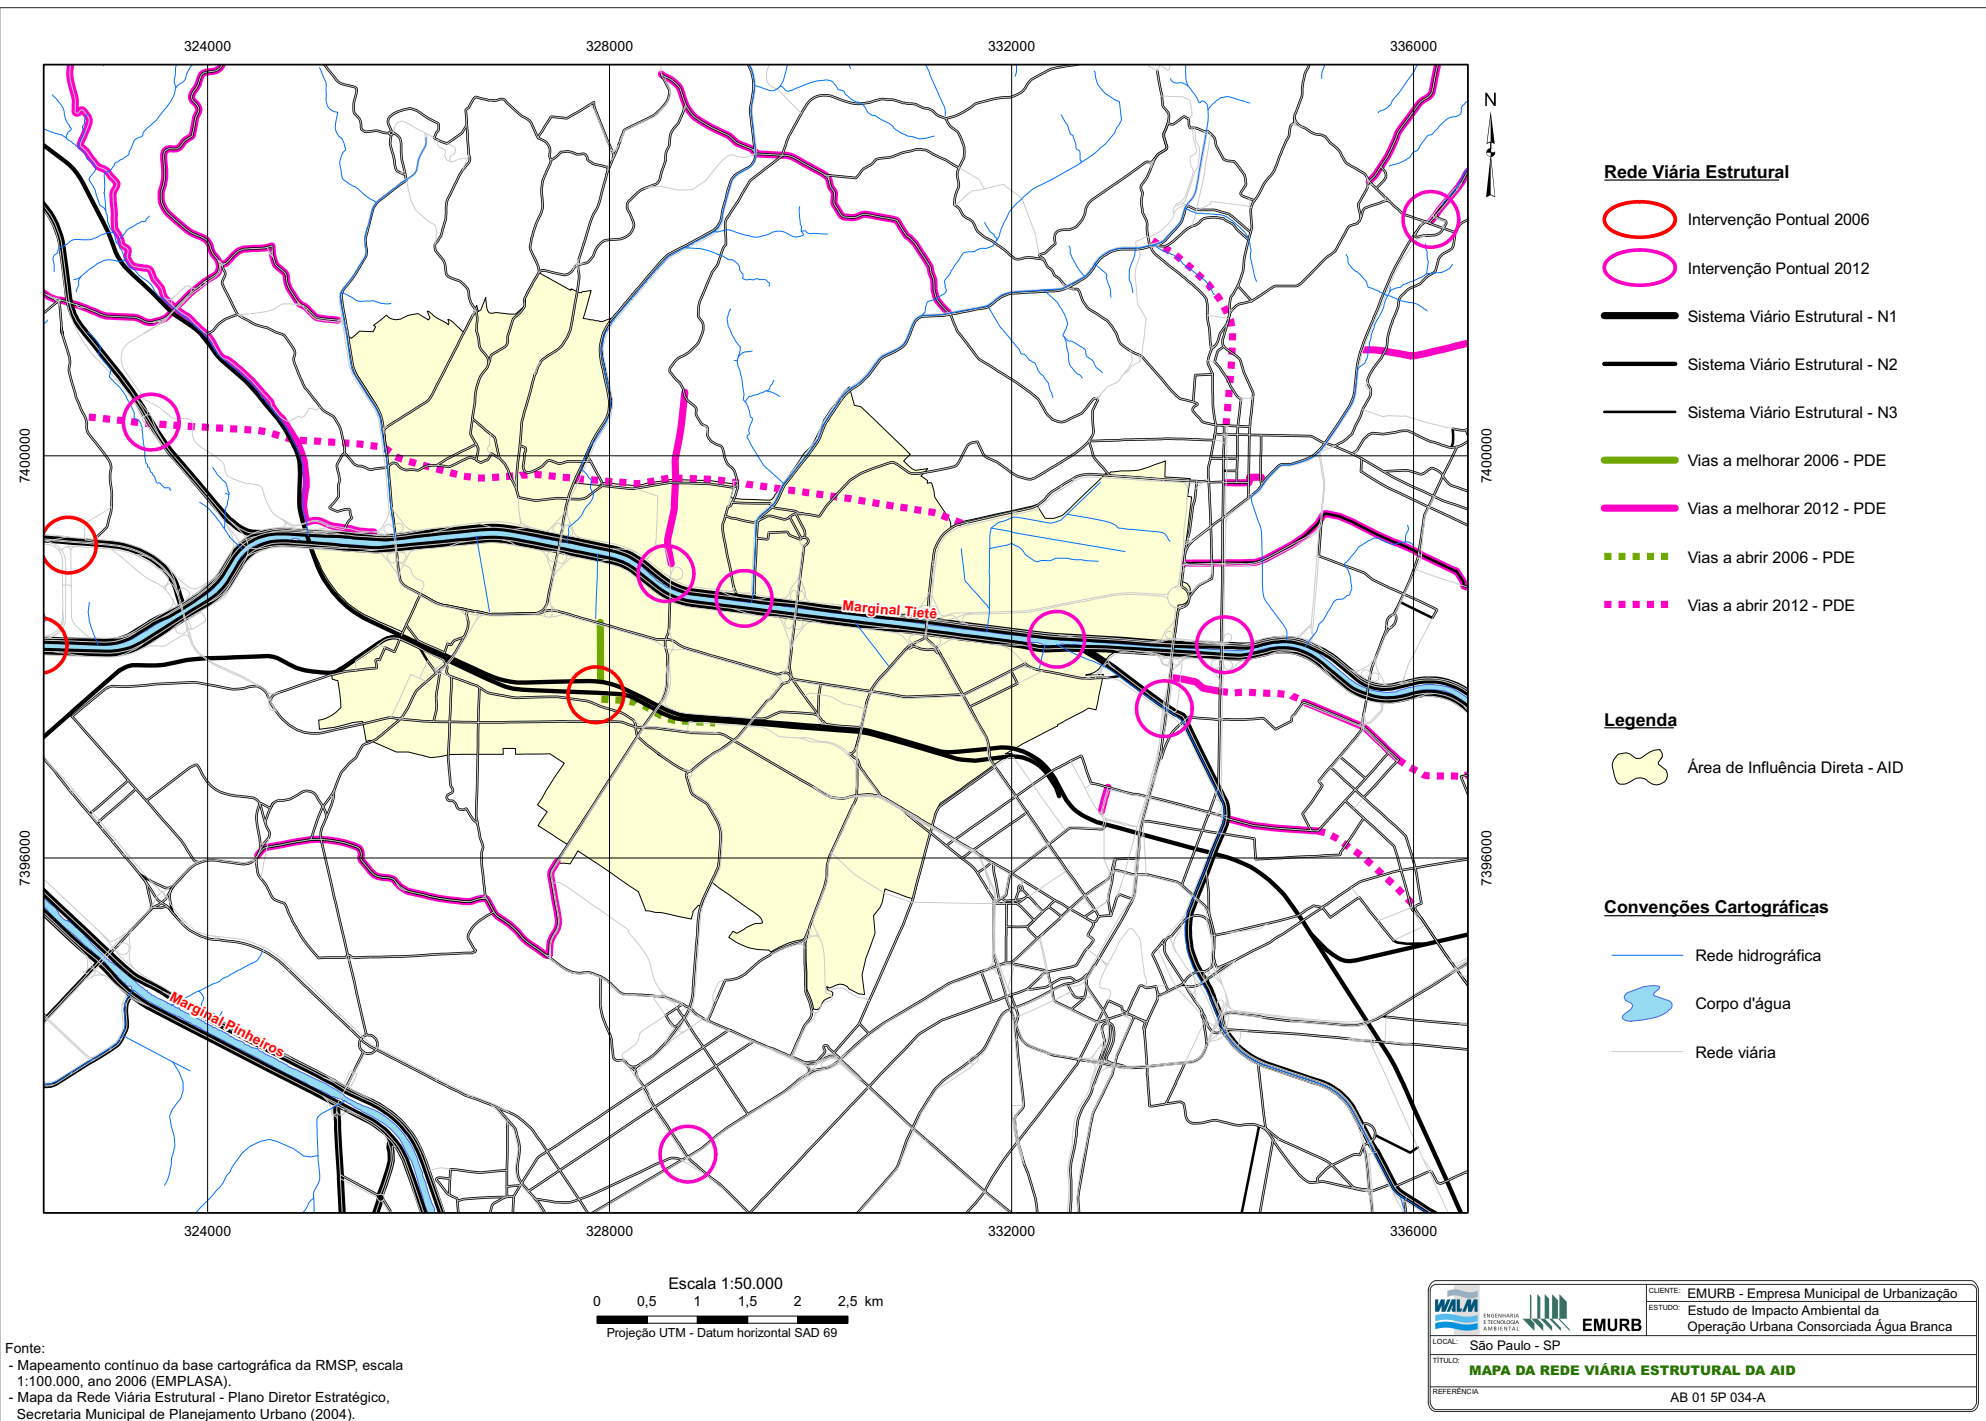 324000
328000
332000
336000
7400000
7396000
7400000
7396000
324000
328000
332000
336000
Marginal Tietê
Marginal Pinheiros
N
Rede Viária Estrutural
Intervenção Pontual 2006
Intervenção Pontual 2012
Sistema Viário Estrutural - N1
Sistema Viário Estrutural - N2
Sistema Viário Estrutural - N3
Vias a melhorar 2006 - PDE
Vias a melhorar 2012 - PDE
Vias a abrir 2006 - PDE
Vias a abrir 2012 - PDE
Legenda
Área de Influência Direta - AID
Convenções Cartográficas
Rede hidrográfica
Corpo d'água
Rede viária
Escala 1:50.000
0 0,5 1 1,5 2 2,5 km
Projeção UTM - Datum horizontal SAD 69
Fonte:
- Mapeamento contínuo da base cartográfica da RMSP, escala
1:100.000, ano 2006 (EMPLASA).
- Mapa da Rede Viária Estrutural - Plano Diretor Estratégico,
Secretaria Municipal de Planejamento Urbano (2004).
WALM
ENGENHARIA
E TECNOLOGIA
AMBIENTAL
EMURB
CLIENTE: EMURB - Empresa Municipal de Urbanização
ESTUDO: Estudo de Impacto Ambiental da
Operação Urbana Consorciada Água Branca
LOCAL: São Paulo - SP
TÍTULO: MAPA DA REDE VIÁRIA ESTRUTURAL DA AID
REFERÊNCIA AB 01 5P 034-A